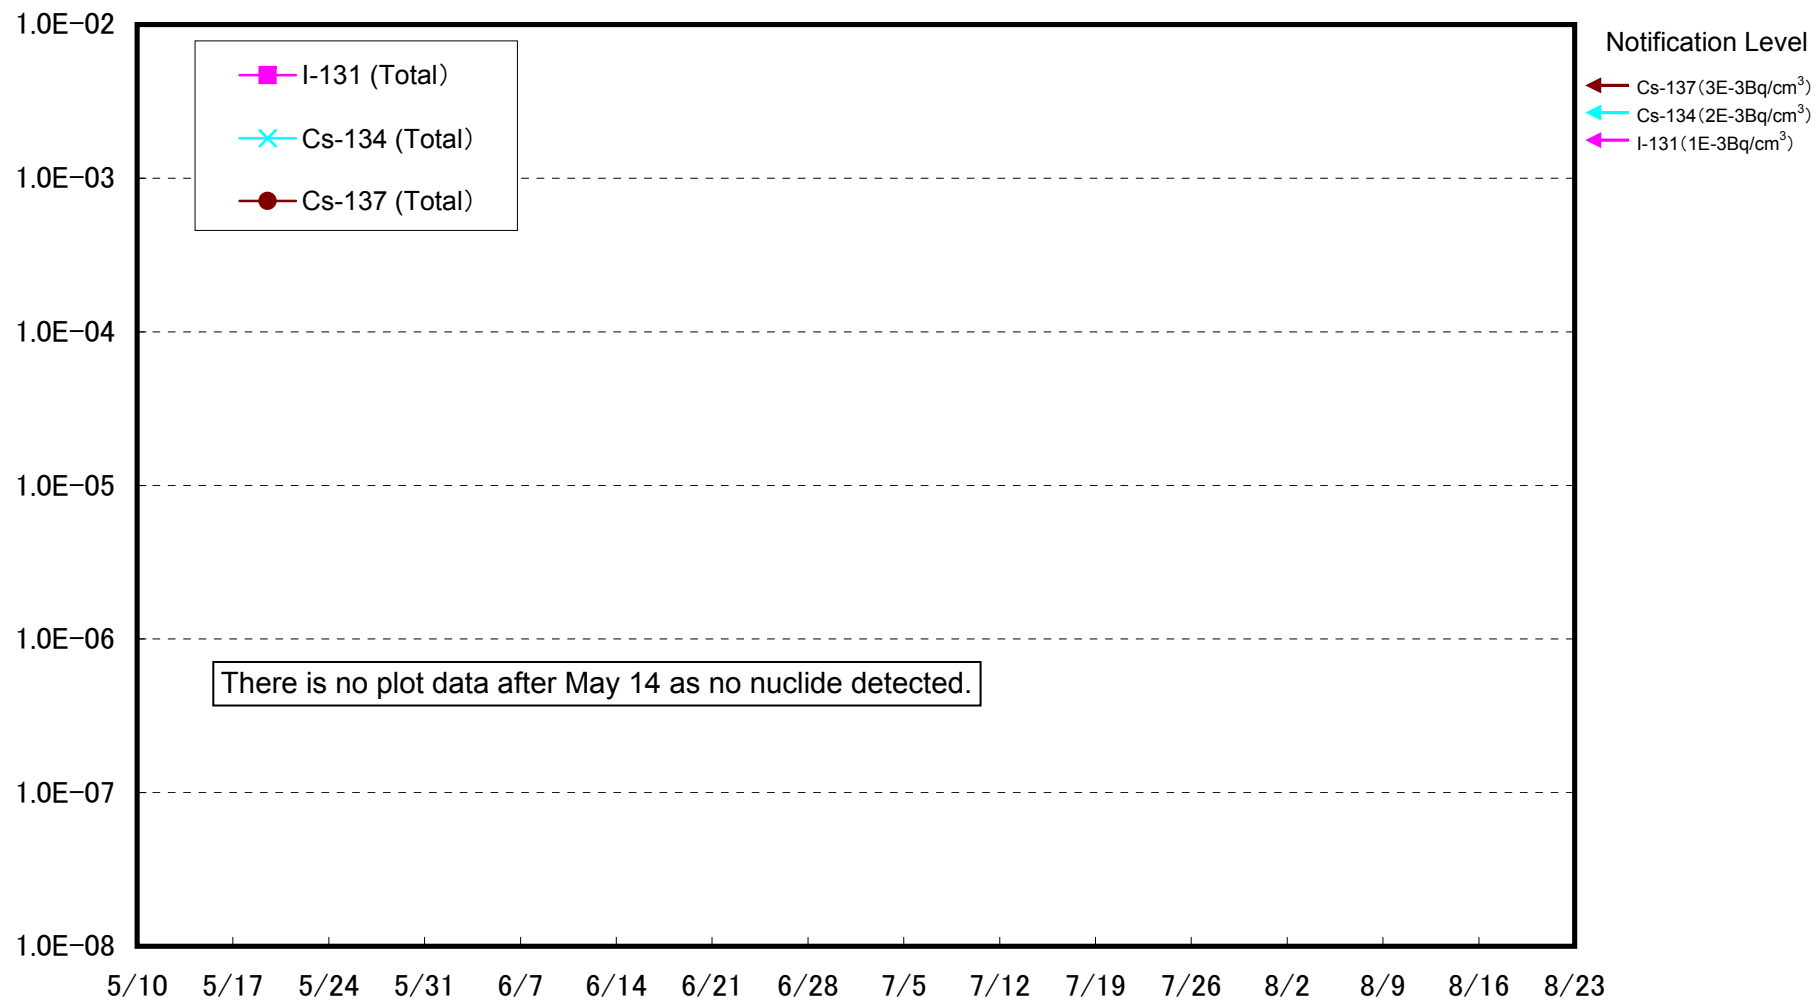 1.0E-02
1.0E-03
1.0E-04
1.0E-05
1.0E-06
1.0E-07
1.0E-08
I-131 (Total）
Cs-134 (Total）
Cs-137 (Total）
Notification Level
Cs-137（3E-3Bq/cm³）
Cs-134（2E-3Bq/cm³）
I-131（1E-3Bq/cm³）
There is no plot data after May 14 as no nuclide detected.
5/10 5/17 5/24 5/31 6/7 6/14 6/21 6/28 7/5 7/12 7/19 7/26 8/2 8/9 8/16 8/23